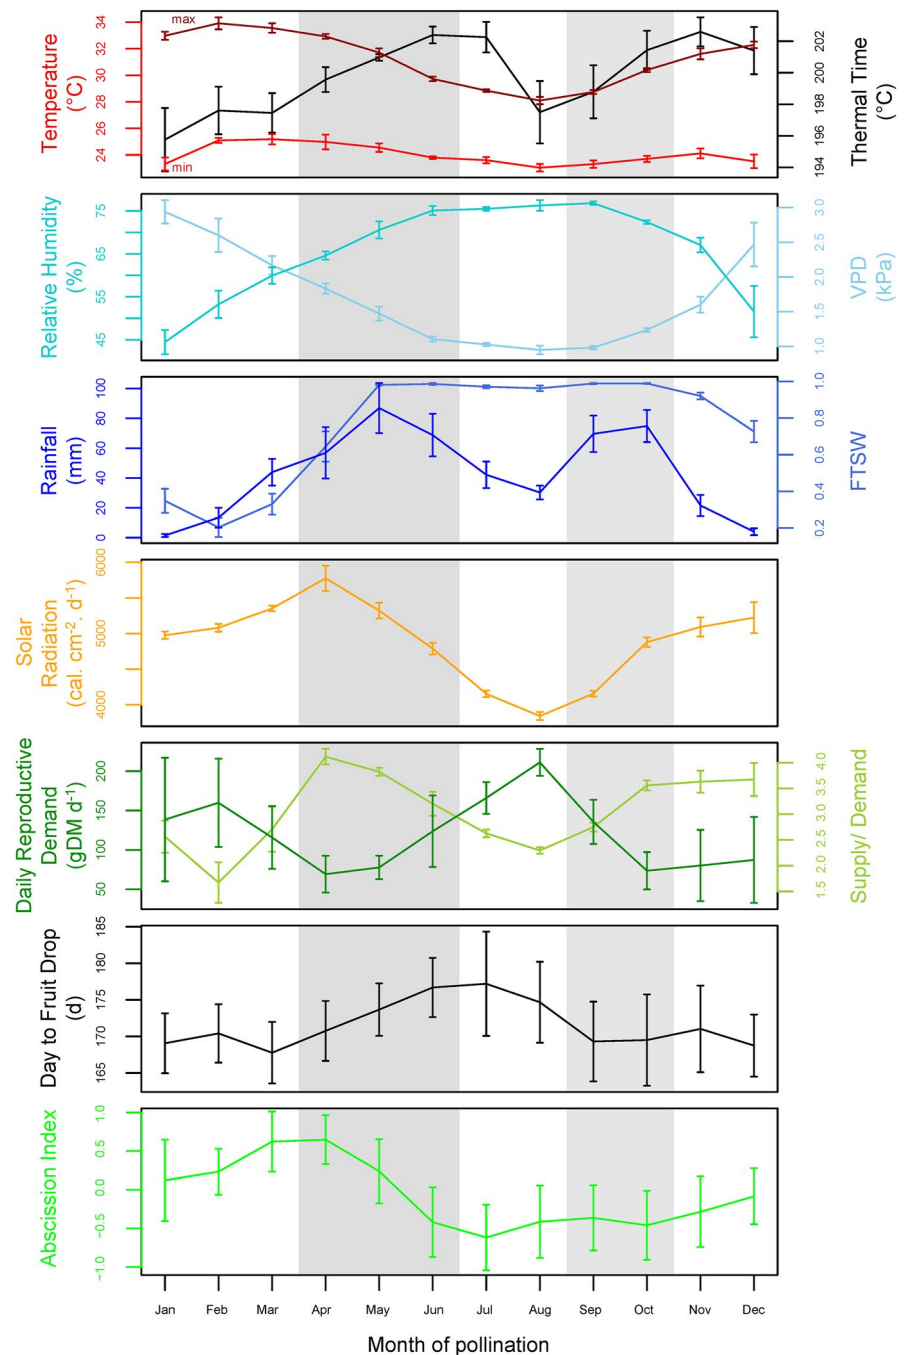 Temperature
(°C)
34
32
30
28
26
24
max
min
202
200
198
196
194
Thermal Time
(°C)
Relative Humidity
(%)
75
65
55
45
3.0
2.5
2.0
1.5
1.0
VPD
(kPa)
Rainfall
(mm)
100
80
60
40
20
0
1.0
0.8
0.6
0.4
0.2
FTSW
Solar
Radiation
(cal. cm-2. d-1)
6000
5000
4000
Daily Reproductive
Demand
(gDM d-1)
200
150
100
50
4.0
3.5
3.0
2.5
2.0
1.5
Supply/ Demand
Day to Fruit Drop
(d)
185
180
175
170
165
Abscission Index
1.0
0.5
0.0
−0.5
−1.0
Jan Feb Mar Apr May Jun Jul Aug Sep Oct Nov Dec
Month of pollination